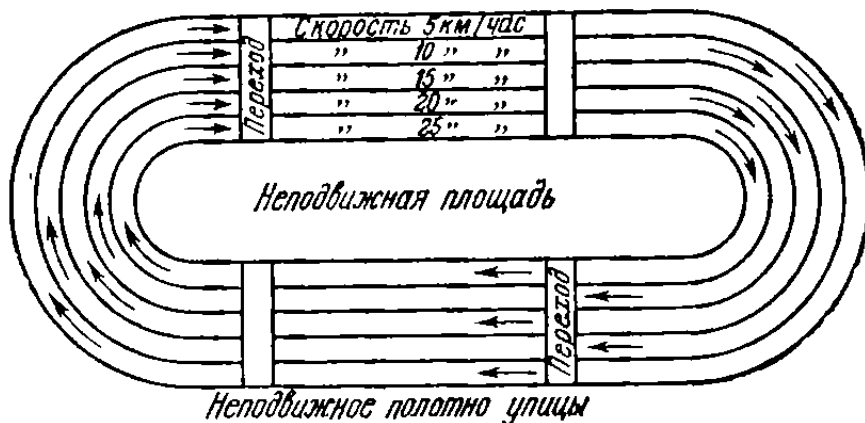 Скорость 5 км/час
" 10 " "
" 15 " "
" 20 " "
" 25 " "
Переход
Неподвижная площадь
Переход
Неподвижное полотно улицы